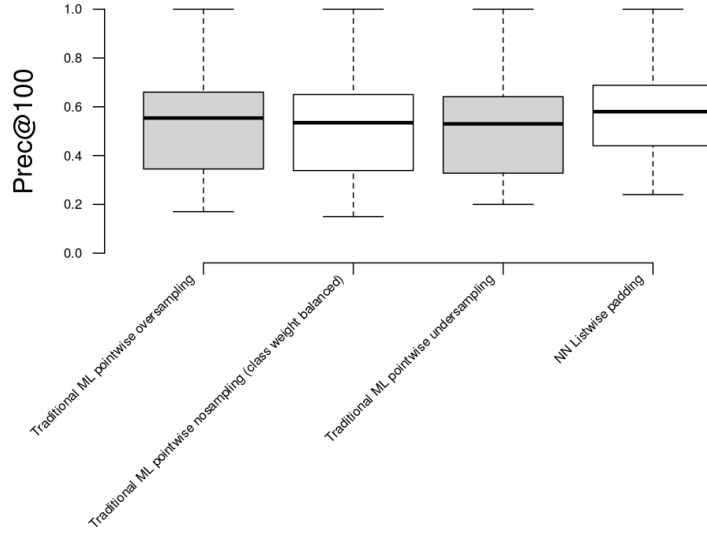 Prec@100
1.0
0.8
0.6
0.4
0.2
0.0
Traditional ML pointwise oversampling
Traditional ML pointwise nosampling (class weight balanced)
Traditional ML pointwise undersampling
NN Listwise padding